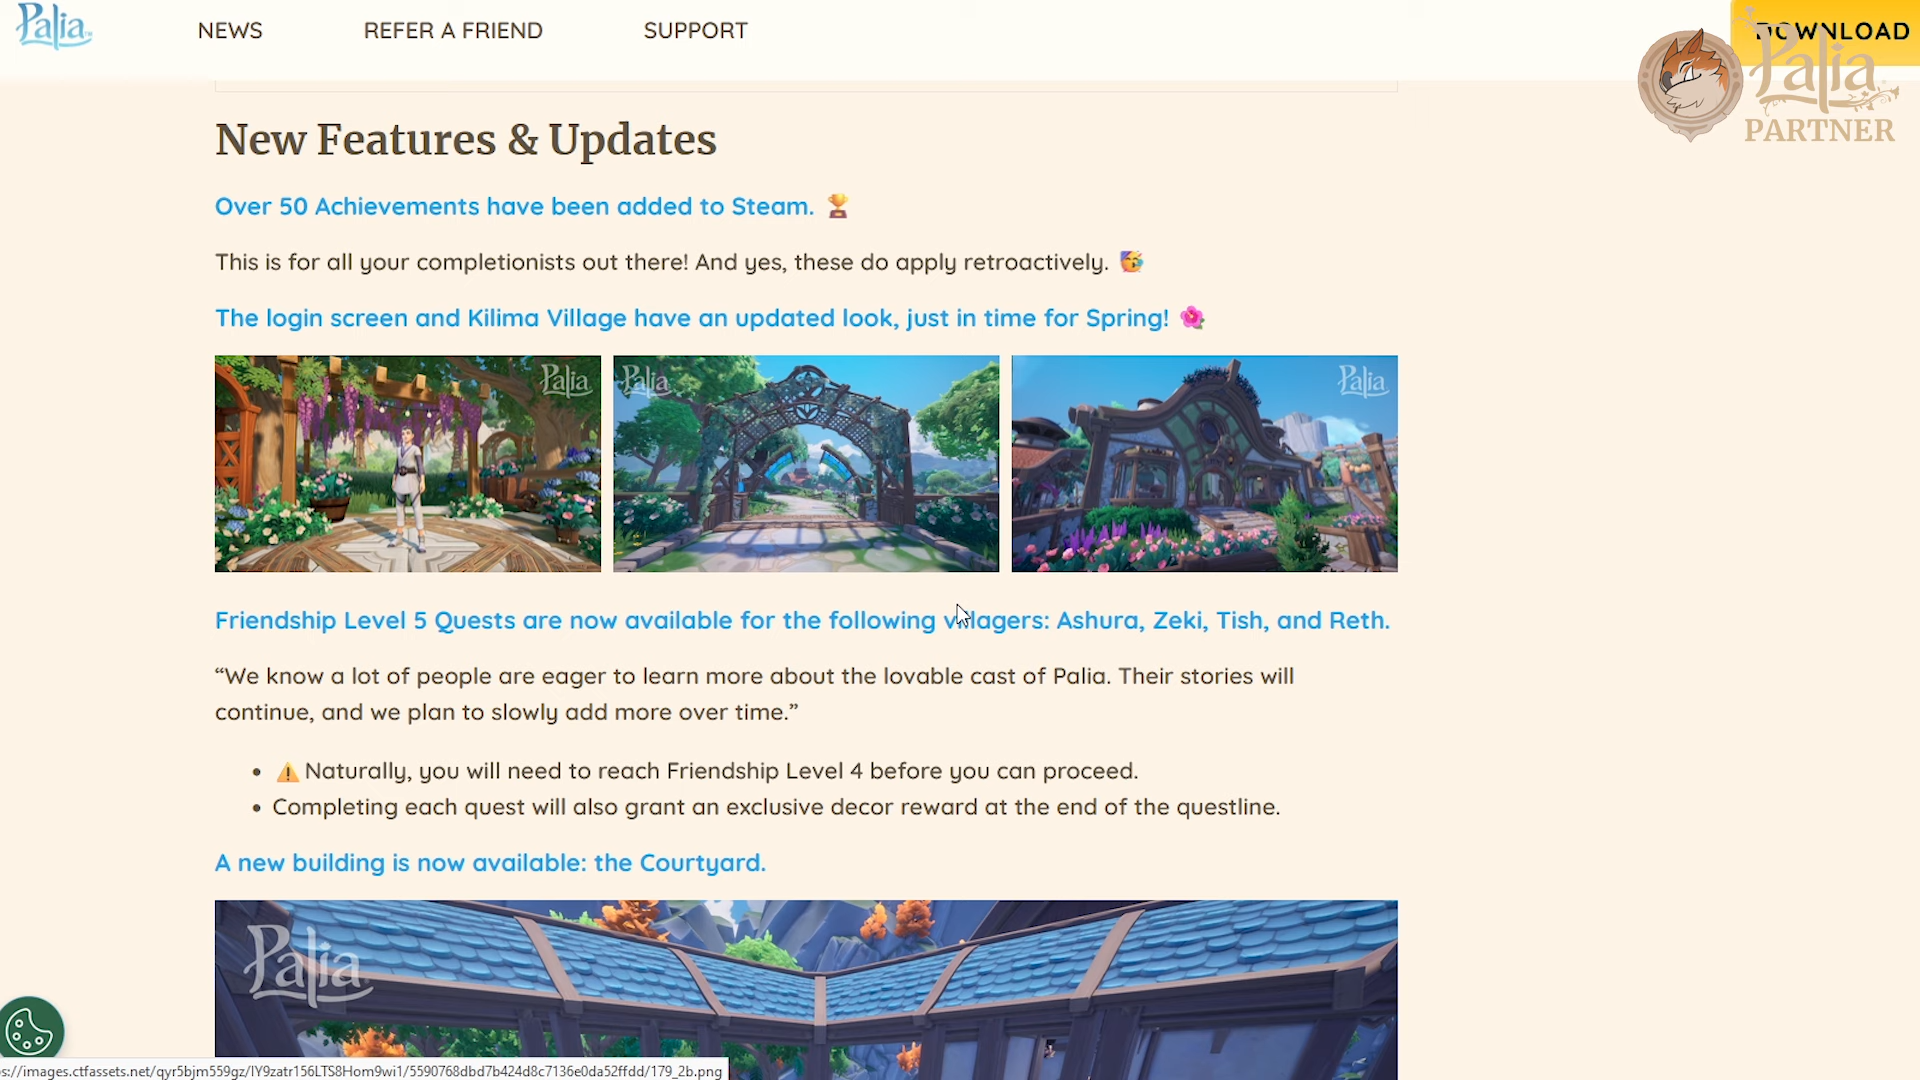 Palia
NEWS
REFER A FRIEND
SUPPORT
DOWNLOAD
Palia
PARTNER
New Features & Updates
Over 50 Achievements have been added to Steam. 🏆
This is for all your completionists out there! And yes, these do apply retroactively. 🥳
The login screen and Kilima Village have an updated look, just in time for Spring! 🌺
Palia
Palia
Palia
Friendship Level 5 Quests are now available for the following villagers: Ashura, Zeki, Tish, and Reth.
“We know a lot of people are eager to learn more about the lovable cast of Palia. Their stories will
continue, and we plan to slowly add more over time.”
• ⚠️ Naturally, you will need to reach Friendship Level 4 before you can proceed.
• Completing each quest will also grant an exclusive decor reward at the end of the questline.
A new building is now available: the Courtyard.
Palia
s://images.ctfassets.net/qyr5bjm559gz/IY9zatr156LTS8Hom9wi1/5590768dbd7b424d8c7136e0da52ffdd/179_2b.png